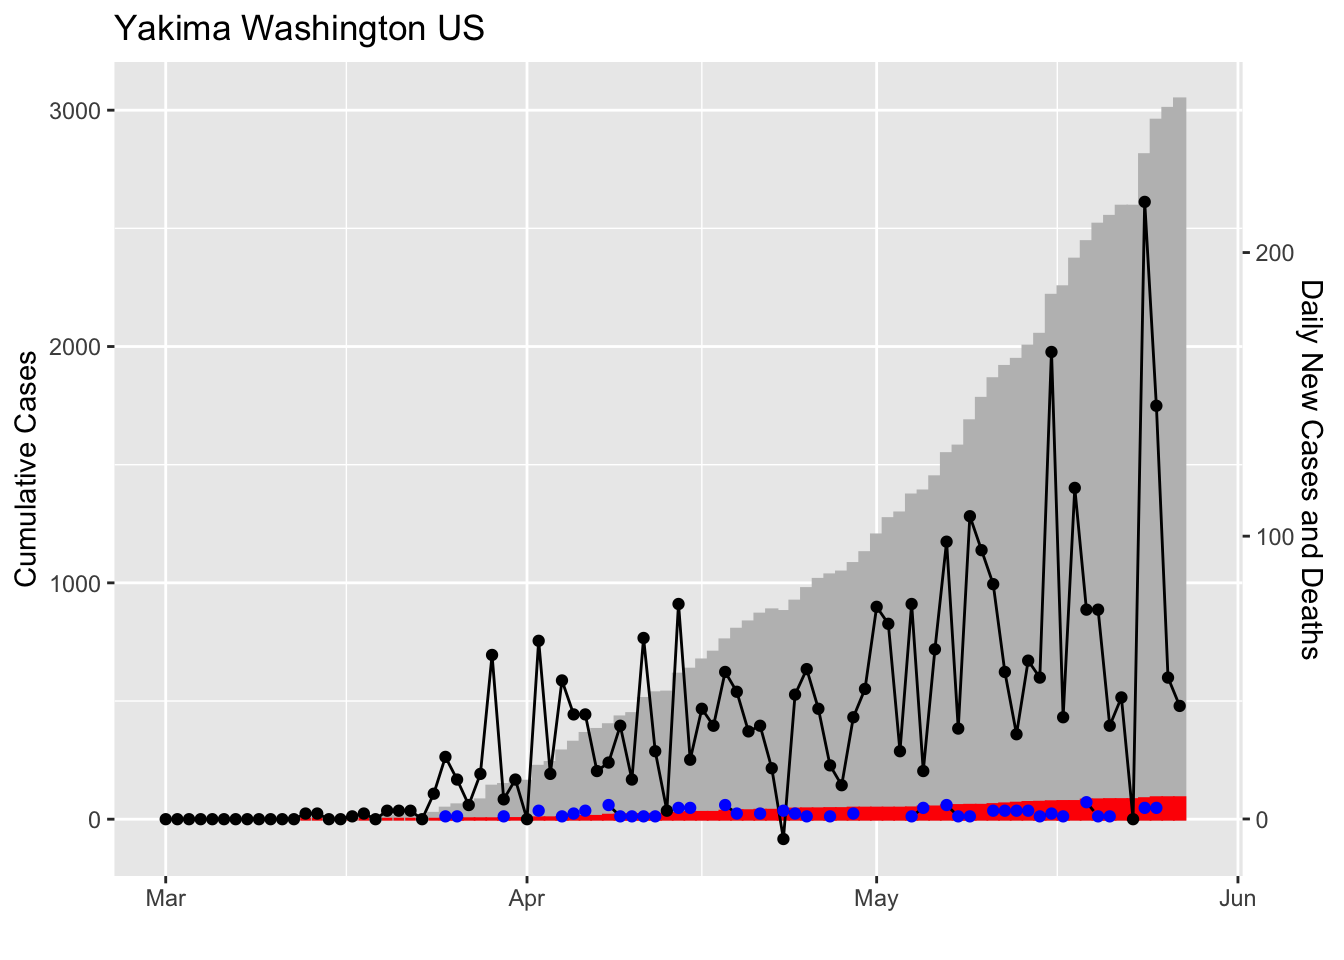 Yakima Washington US
3000
2000
1000
0
Cumulative Cases
200
100
0
Daily New Cases and Deaths
Mar
Apr
May
Jun